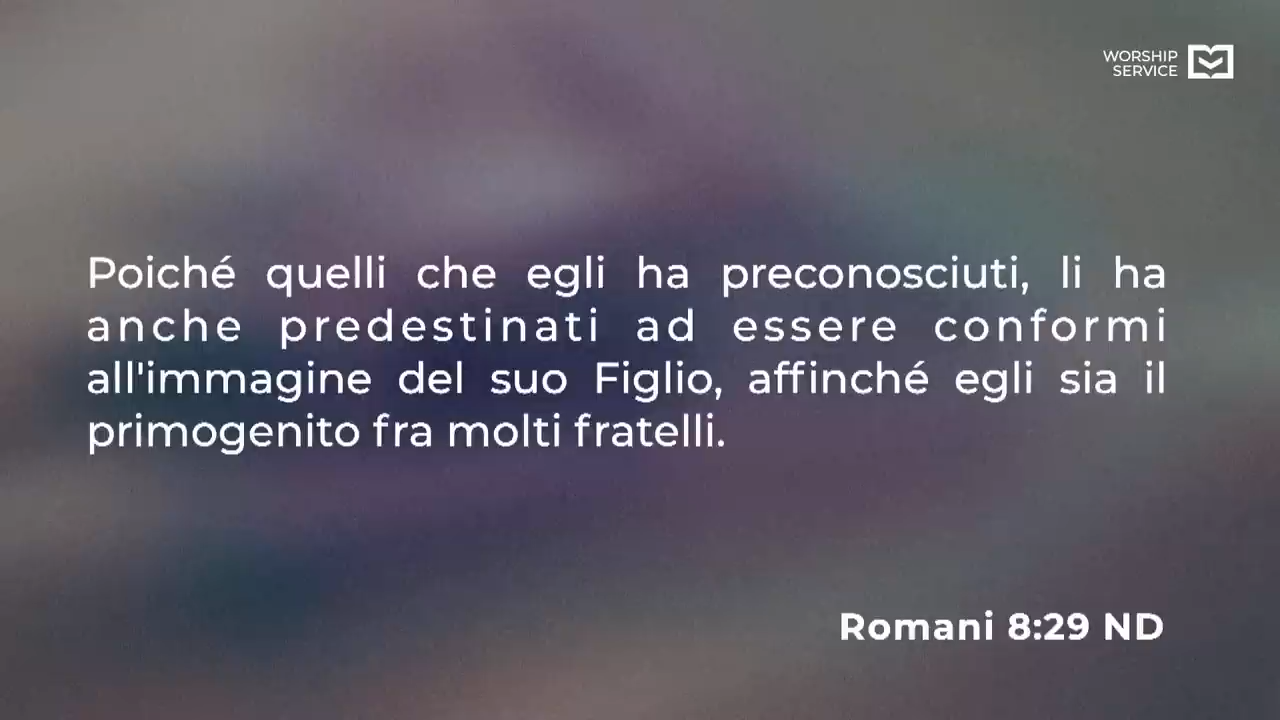 WORSHIP
SERVICE
Poiché quelli che egli ha preconosciuti, li ha
anche predestinati ad essere conformi
all'immagine del suo Figlio, affinché egli sia il
primogenito fra molti fratelli.
Romani 8:29 ND